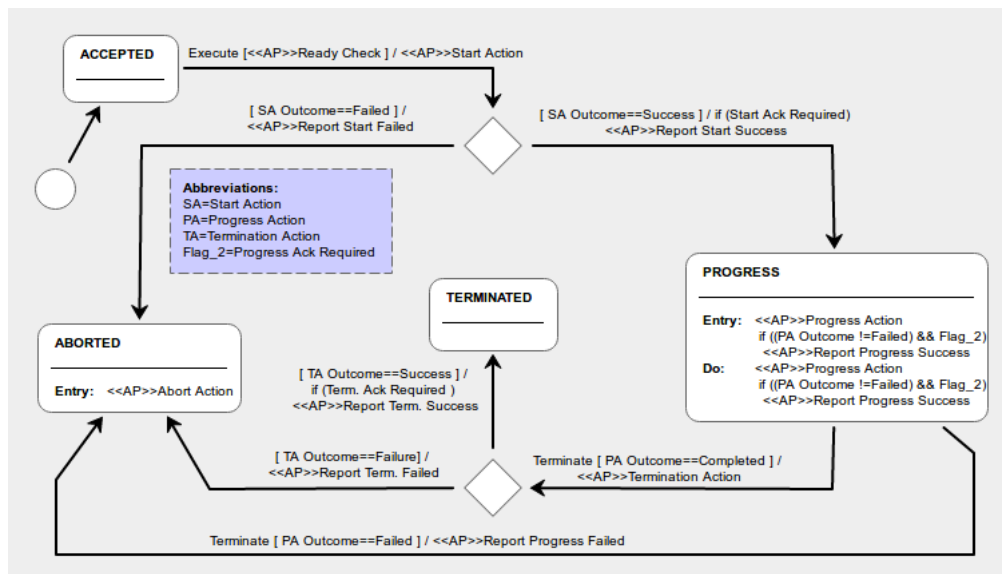 ACCEPTED
Execute [<<AP>>Ready Check ] / <<AP>>Start Action
[ SA Outcome==Failed ] /
<<AP>>Report Start Failed
[ SA Outcome==Success ] / if (Start Ack Required)
<<AP>>Report Start Success
Abbreviations:
SA=Start Action
PA=Progress Action
TA=Termination Action
Flag_2=Progress Ack Required
PROGRESS
Entry: <<AP>>Progress Action
if ((PA Outcome !=Failed) && Flag_2)
<<AP>>Report Progress Success
Do: <<AP>>Progress Action
if ((PA Outcome !=Failed) && Flag_2)
<<AP>>Report Progress Success
TERMINATED
ABORTED
Entry: <<AP>>Abort Action
[ TA Outcome==Success ] /
if (Term. Ack Required )
<<AP>>Report Term. Success
[ TA Outcome==Failure] /
<<AP>>Report Term. Failed
Terminate [ PA Outcome==Completed ] /
<<AP>>Termination Action
Terminate [ PA Outcome==Failed ] / <<AP>>Report Progress Failed